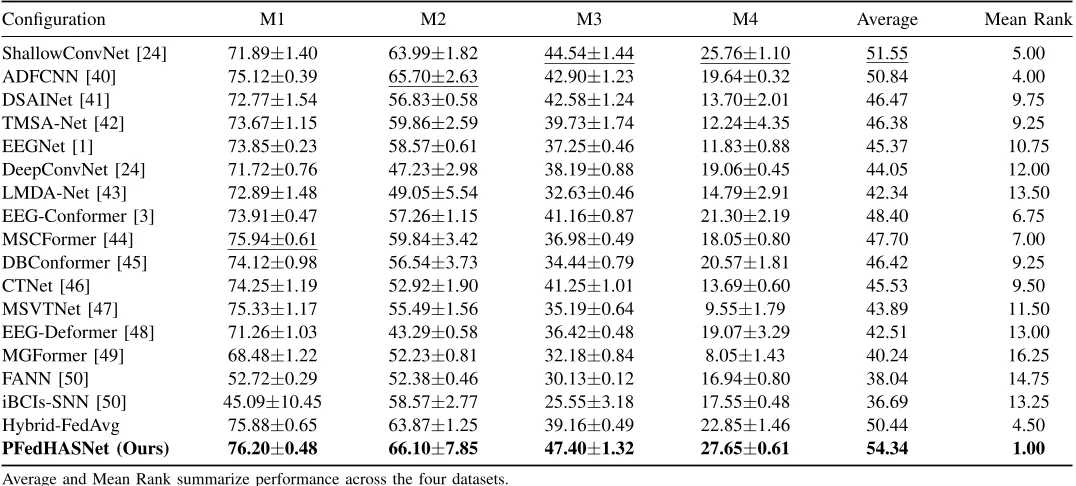 Configuration M1 M2 M3 M4 Average Mean Rank
ShallowConvNet [24] 71.89±1.40 63.99±1.82 44.54±1.44 25.76±1.10 51.55 5.00
ADFCNN [40] 75.12±0.39 65.70±2.63 42.90±1.23 19.64±0.32 50.84 4.00
DSAINet [41] 72.77±1.54 56.83±0.58 42.58±1.24 13.70±2.01 46.47 9.75
TMSA-Net [42] 73.67±1.15 59.86±2.59 39.73±1.74 12.24±4.35 46.38 9.25
EEGNet [1] 73.85±0.23 58.57±0.61 37.25±0.46 11.83±0.88 45.37 10.75
DeepConvNet [24] 71.72±0.76 47.23±2.98 38.19±0.88 19.06±0.45 44.05 12.00
LMDA-Net [43] 72.89±1.48 49.05±5.54 32.63±0.46 14.79±2.91 42.34 13.50
EEG-Conformer [3] 73.91±0.47 57.26±1.15 41.16±0.87 21.30±2.19 48.40 6.75
MSCFormer [44] 75.94±0.61 59.84±3.42 36.98±0.49 18.05±0.80 47.70 7.00
DBConformer [45] 74.12±0.98 56.54±3.73 34.44±0.79 20.57±1.81 46.42 9.25
CTNet [46] 74.25±1.19 52.92±1.90 41.25±1.01 13.69±0.60 45.53 9.50
MSVTNet [47] 75.33±1.17 55.49±1.56 35.19±0.64 9.55±1.79 43.89 11.50
EEG-Deformer [48] 71.26±1.03 43.29±0.58 36.42±0.48 19.07±3.29 42.51 13.00
MGFormer [49] 68.48±1.22 52.23±0.81 32.18±0.84 8.05±1.43 40.24 16.25
FANN [50] 52.72±0.29 52.38±0.46 30.13±0.12 16.94±0.80 38.04 14.75
iBCIs-SNN [50] 45.09±10.45 58.57±2.77 25.55±3.18 17.55±0.48 36.69 13.25
Hybrid-FedAvg 75.88±0.65 63.87±1.25 39.16±0.49 22.85±1.46 50.44 4.50
PFedHASNet (Ours) 76.20±0.48 66.10±7.85 47.40±1.32 27.65±0.61 54.34 1.00
Average and Mean Rank summarize performance across the four datasets.